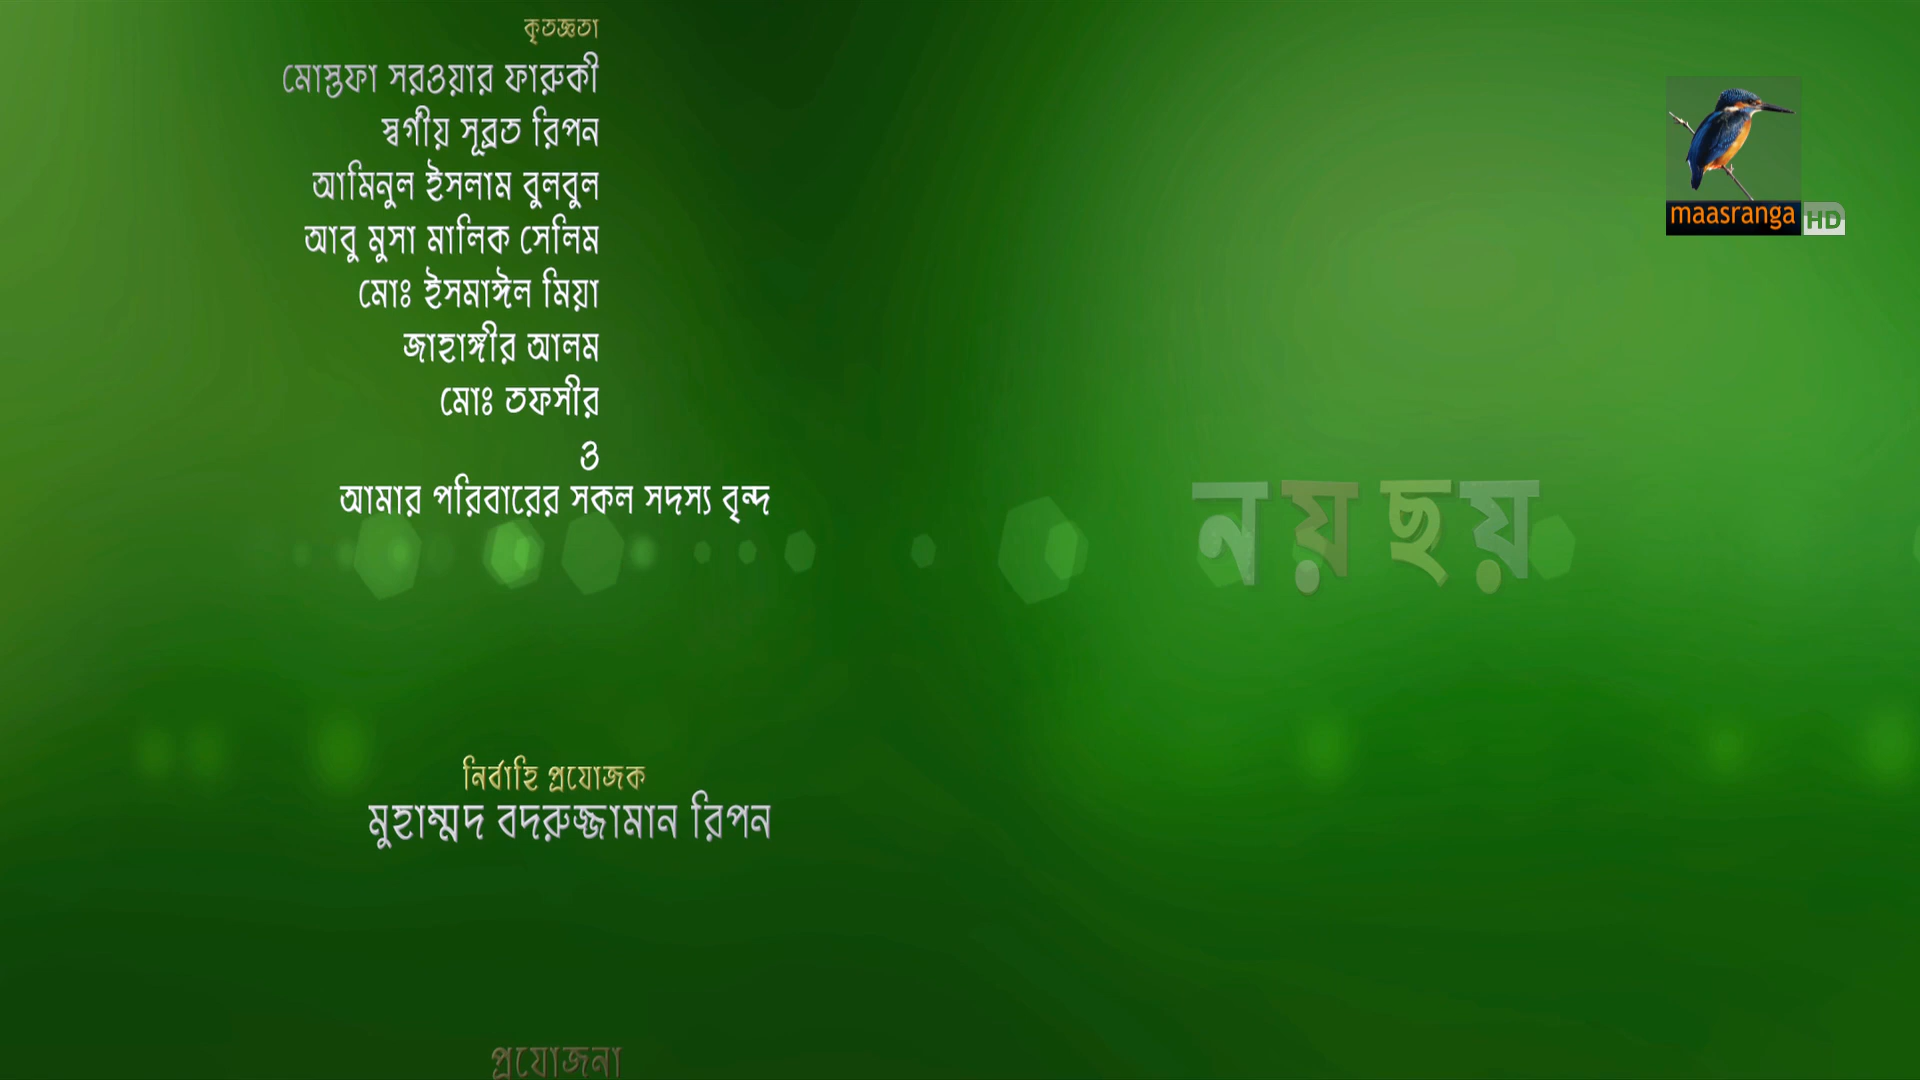 কৃতজ্ঞতা
মোস্তফা সরওয়ার ফারুকী
স্বর্গীয় সূব্রত রিপন
আমিনুল ইসলাম বুলবুল
আবু মুসা মালিক সেলিম
মোঃ ইসমাঈল মিয়া
জাহাঙ্গীর আলম
মোঃ তফসীর
ও
আমার পরিবারের সকল সদস্য বৃন্দ
নির্বাহি প্রযোজক
মুহাম্মদ বদরুজ্জামান রিপন
প্রযোজনা
নয় ছয়
maasranga HD